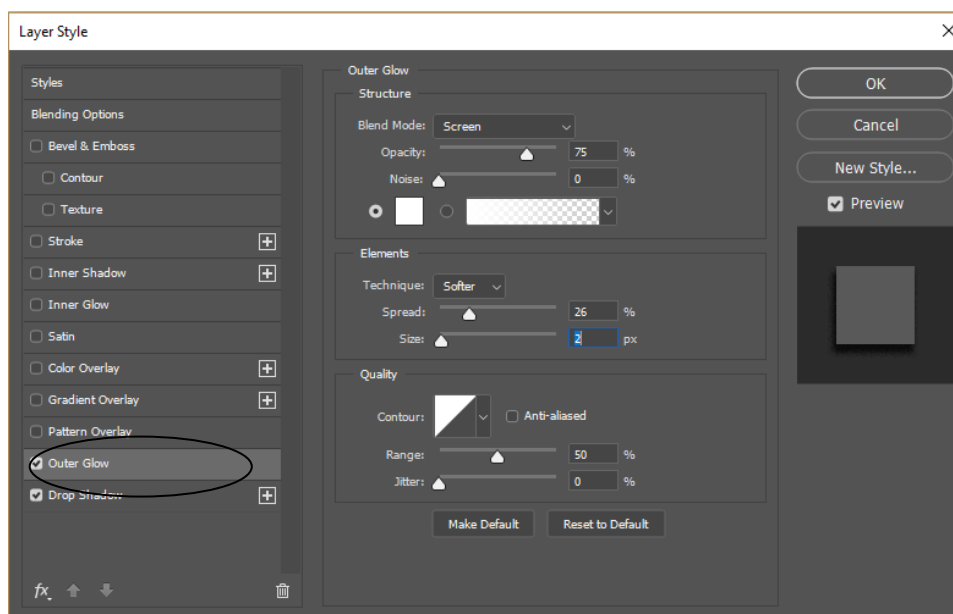 Layer Style
Styles
Blending Options
Bevel & Emboss
Contour
Texture
Stroke
Inner Shadow
Inner Glow
Satin
Color Overlay
Gradient Overlay
Pattern Overlay
Outer Glow
Drop Shadow
fx
Outer Glow
Structure
Blend Mode: Screen
Opacity: 75 %
Noise: 0 %
Elements
Technique: Softer
Spread: 26 %
Size: 2 px
Quality
Contour: Anti-aliased
Range: 50 %
Jitter: 0 %
Make Default Reset to Default
OK
Cancel
New Style...
Preview